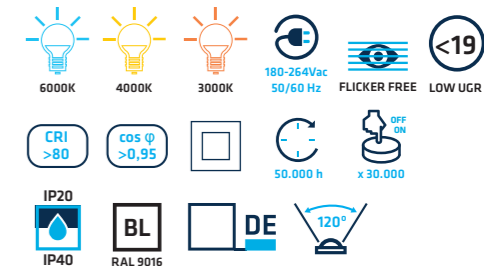 <19
6000K
4000K
3000K
180-264Vac
50/60 Hz
FLICKER FREE
LOW UGR
CRI
>80
cos φ
>0,95
50.000 h
OFF
ON
x 30.000
IP20
IP40
BL
RAL 9016
DE
120°